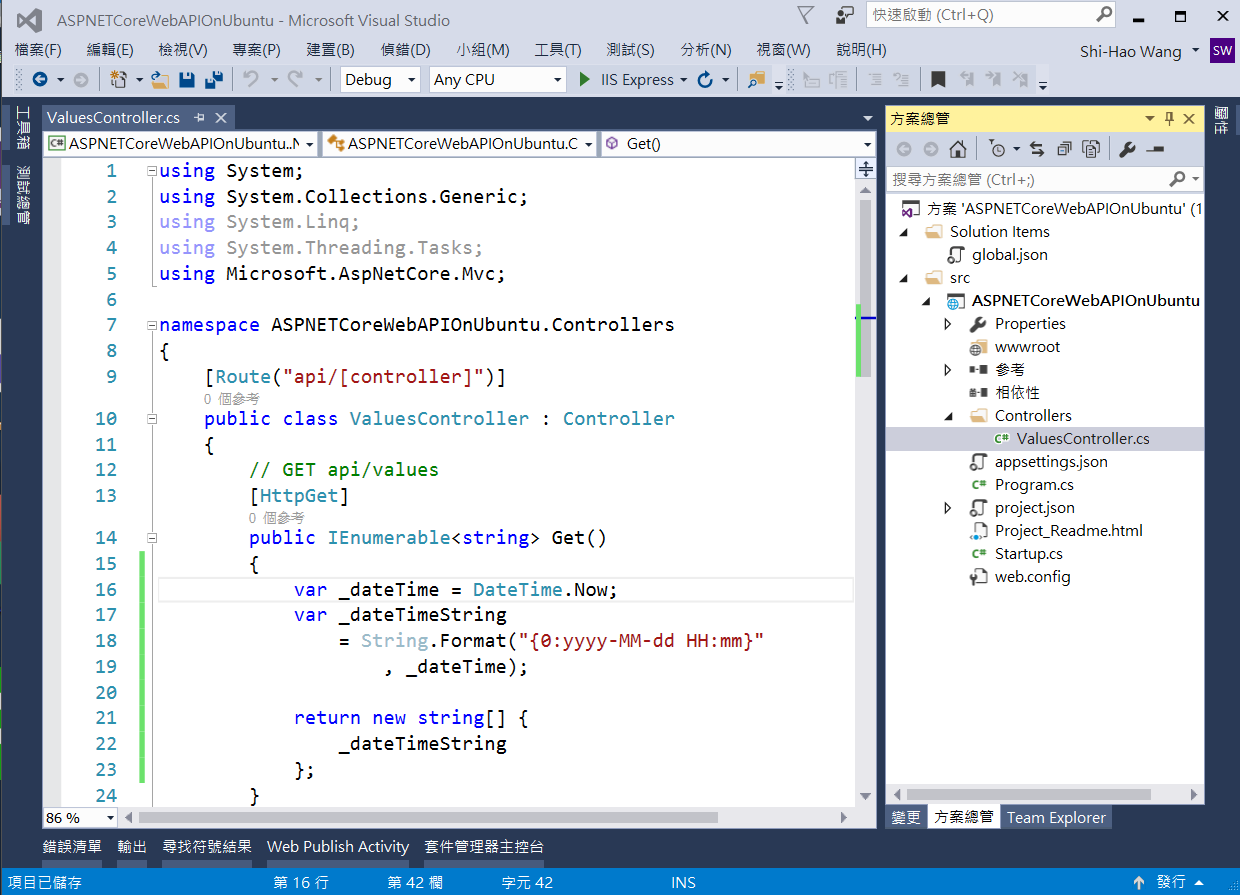 ASPNETCoreWebAPIOnUbuntu - Microsoft Visual Studio
快速啟動 (Ctrl+Q)
檔案(F) 編輯(E) 檢視(V) 專案(P) 建置(B) 偵錯(D) 小組(M) 工具(T) 測試(S) 分析(N) 視窗(W) 說明(H)
Shi-Hao Wang SW
Debug Any CPU IIS Express
工具箱
測試總管
ValuesController.cs
ASPNETCoreWebAPIOnUbuntu..N ASPNETCoreWebAPIOnUbuntu.C Get()
1 using System;
2 using System.Collections.Generic;
3 using System.Linq;
4 using System.Threading.Tasks;
5 using Microsoft.AspNetCore.Mvc;
6
7 namespace ASPNETCoreWebAPIOnUbuntu.Controllers
8 {
9 [Route("api/[controller]")]
0 個參考
10 public class ValuesController : Controller
11 {
12 // GET api/values
13 [HttpGet]
0 個參考
14 public IEnumerable<string> Get()
15 {
16 var _dateTime = DateTime.Now;
17 var _dateTimeString
18 = String.Format("{0:yyyy-MM-dd HH:mm}"
19 , _dateTime);
20
21 return new string[] {
22 _dateTimeString
23 };
24 }
86 %
方案總管
搜尋方案總管 (Ctrl+;)
方案 'ASPNETCoreWebAPIOnUbuntu' (1
Solution Items
global.json
src
ASPNETCoreWebAPIOnUbuntu
Properties
wwwroot
參考
相依性
Controllers
C# ValuesController.cs
appsettings.json
C# Program.cs
project.json
Project_Readme.html
C# Startup.cs
web.config
變更 方案總管 Team Explorer
屬性
錯誤清單 輸出 尋找符號結果 Web Publish Activity 套件管理器主控台
項目已儲存 第 16 行 第 42 欄 字元 42 INS 發行